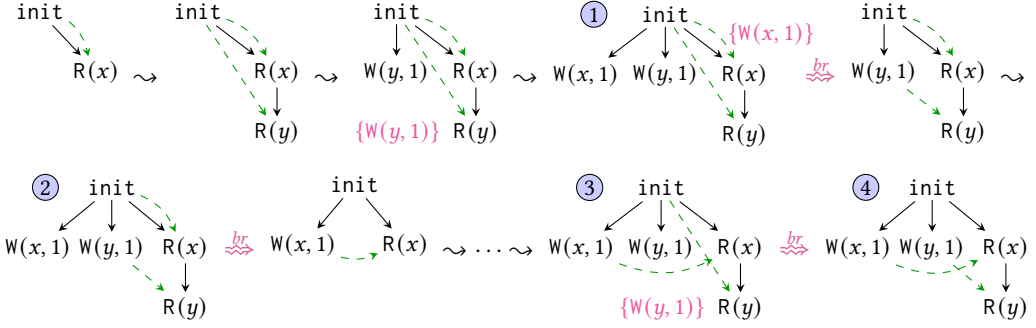 init
R(x)
⤳
init
R(x)
R(y)
⤳
init
W(y, 1) R(x)
{W(y, 1)} R(y)
⤳
1 init
{W(x, 1)}
W(x, 1) W(y, 1) R(x)
R(y)
br
init
W(y, 1) R(x)
R(y)
⤳
2 init
W(x, 1) W(y, 1) R(x)
R(y)
br
init
W(x, 1) R(x)
⤳ ··· ⤳
3 init
W(x, 1) W(y, 1) R(x)
{W(y, 1)} R(y)
br
4 init
W(x, 1) W(y, 1) R(x)
R(y)